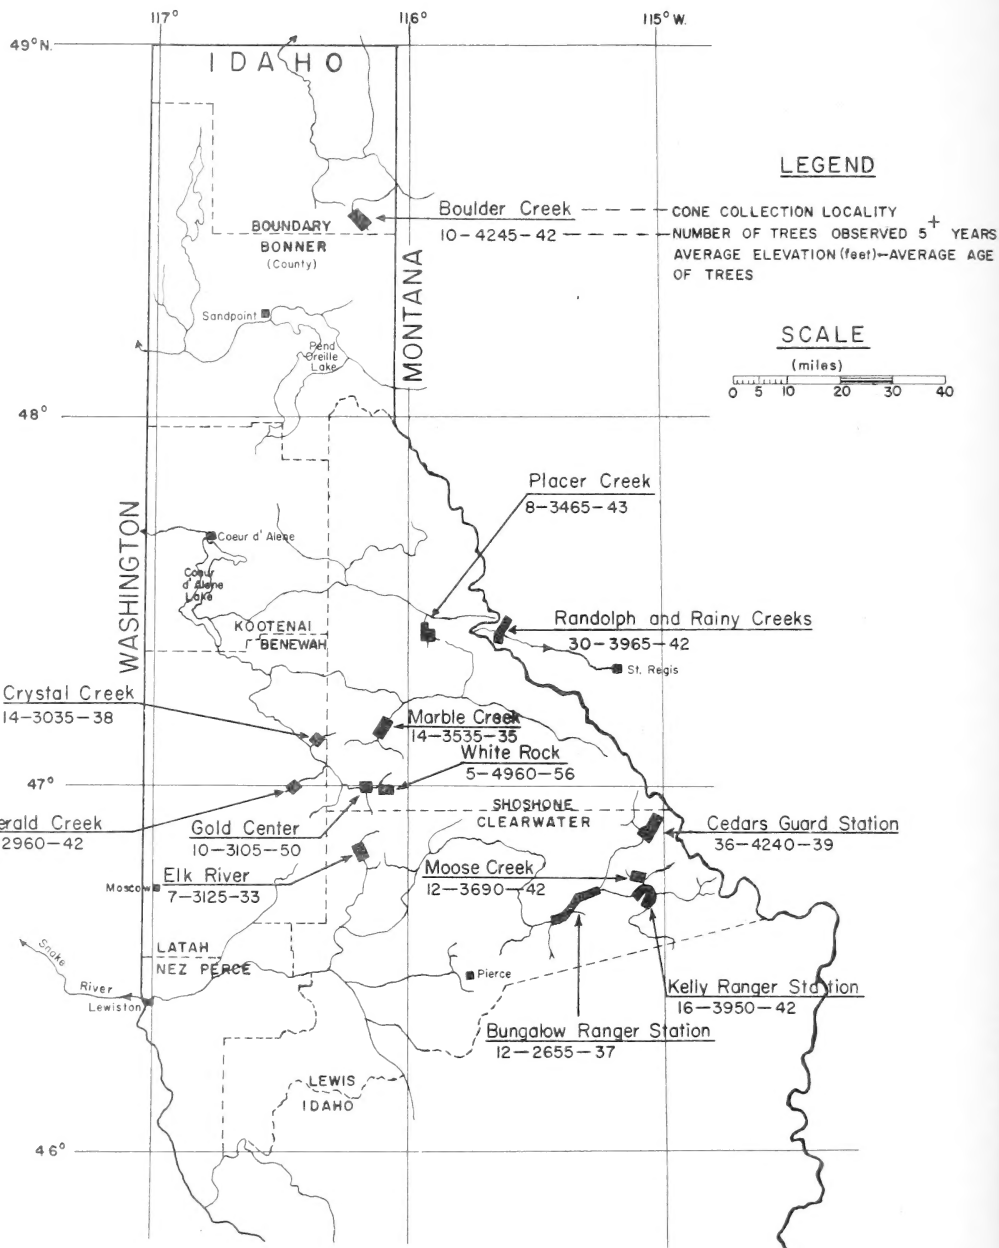 117°
116°
115° W.
49° N.
IDAHO
LEGEND
Boulder Creek
10-4245-42
CONE COLLECTION LOCALITY
NUMBER OF TREES OBSERVED 5+ YEARS
AVERAGE ELEVATION (feet)-AVERAGE AGE
OF TREES
BOUNDARY
BONNER
(County)
MONTANA
Sandpoint
Pend
Oreille
Lake
SCALE
(miles)
0 5 10 20 30 40
48°
Placer Creek
8-3465-43
WASHINGTON
Coeur d'Alene
Coeur
d'Alene
Lake
KOOTENAI
BENEWAH
Randolph and Rainy Creeks
30-3965-42
St. Regis
Crystal Creek
14-3035-38
Marble Creek
14-3535-35
White Rock
5-4960-56
47°
erald Creek
2960-42
Gold Center
10-3105-50
SHOSHONE
CLEARWATER
Cedars Guard Station
36-4240-39
Elk River
7-3125-33
Moose Creek
12-3690-42
Moscow
LATAH
NEZ PERCE
Snake
River
Lewiston
Pierce
Kelly Ranger Station
16-3950-42
Bungalow Ranger Station
12-2655-37
LEWIS
IDAHO
46°